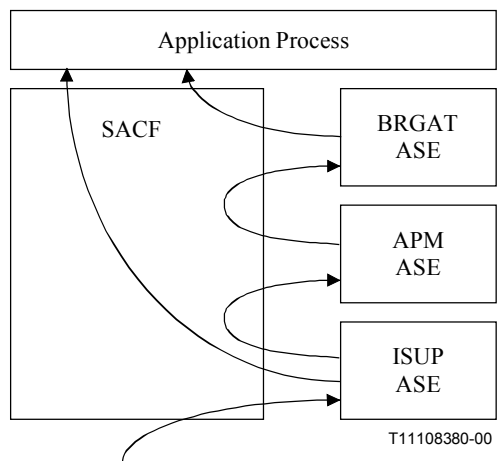 Application Process
SACF
BRGAT
ASE
APM
ASE
ISUP
ASE
T11108380-00